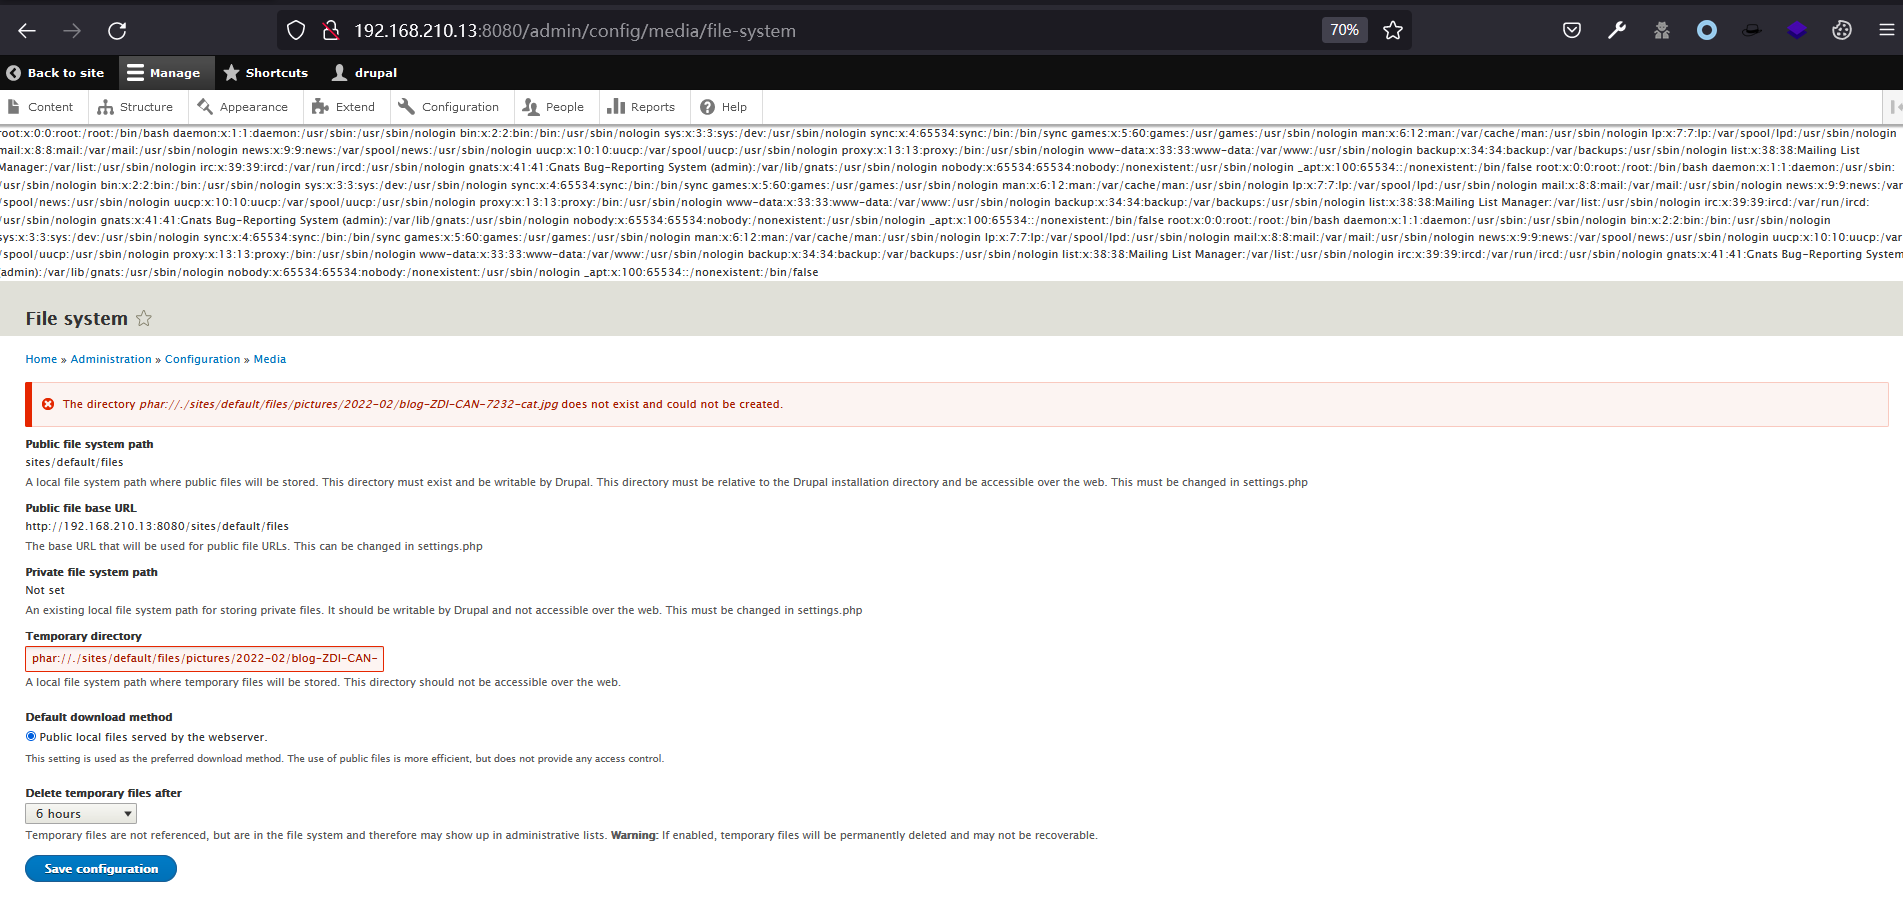 192.168.210.13:8080/admin/config/media/file-system 70%
Back to site Manage Shortcuts drupal
Content Structure Appearance Extend Configuration People Reports Help
root:x:0:0:root:/root:/bin/bash daemon:x:1:1:daemon:/usr/sbin:/usr/sbin/nologin bin:x:2:2:bin:/bin:/usr/sbin/nologin sys:x:3:3:sys:/dev:/usr/sbin/nologin sync:x:4:65534:sync:/bin:/bin/sync games:x:5:60:games:/usr/games:/usr/sbin/nologin man:x:6:12:man:/var/cache/man:/usr/sbin/nologin lp:x:7:7:lp:/var/spool/lpd:/usr/sbin/nologin
mail:x:8:8:mail:/var/mail:/usr/sbin/nologin news:x:9:9:news:/var/spool/news:/usr/sbin/nologin uucp:x:10:10:uucp:/var/spool/uucp:/usr/sbin/nologin proxy:x:13:13:proxy:/bin:/usr/sbin/nologin www-data:x:33:33:www-data:/var/www:/usr/sbin/nologin backup:x:34:34:backup:/var/backups:/usr/sbin/nologin list:x:38:38:Mailing List
Manager:/var/list:/usr/sbin/nologin irc:x:39:39:ircd:/var/run/ircd:/usr/sbin/nologin gnats:x:41:41:Gnats Bug-Reporting System (admin):/var/lib/gnats:/usr/sbin/nologin nobody:x:65534:65534:nobody:/nonexistent:/usr/sbin/nologin _apt:x:100:65534::/nonexistent:/bin/false root:x:0:0:root:/root:/bin/bash daemon:x:1:1:daemon:/usr/sbin:
/usr/sbin/nologin bin:x:2:2:bin:/bin:/usr/sbin/nologin sys:x:3:3:sys:/dev:/usr/sbin/nologin sync:x:4:65534:sync:/bin:/bin/sync games:x:5:60:games:/usr/games:/usr/sbin/nologin man:x:6:12:man:/var/cache/man:/usr/sbin/nologin lp:x:7:7:lp:/var/spool/lpd:/usr/sbin/nologin mail:x:8:8:mail:/var/mail:/usr/sbin/nologin news:x:9:9:news:/var
/spool/news:/usr/sbin/nologin uucp:x:10:10:uucp:/var/spool/uucp:/usr/sbin/nologin proxy:x:13:13:proxy:/bin:/usr/sbin/nologin www-data:x:33:33:www-data:/var/www:/usr/sbin/nologin backup:x:34:34:backup:/var/backups:/usr/sbin/nologin list:x:38:38:Mailing List Manager:/var/list:/usr/sbin/nologin irc:x:39:39:ircd:/var/run/ircd:
/usr/sbin/nologin gnats:x:41:41:Gnats Bug-Reporting System (admin):/var/lib/gnats:/usr/sbin/nologin nobody:x:65534:65534:nobody:/nonexistent:/usr/sbin/nologin _apt:x:100:65534::/nonexistent:/bin/false root:x:0:0:root:/root:/bin/bash daemon:x:1:1:daemon:/usr/sbin:/usr/sbin/nologin bin:x:2:2:bin:/bin:/usr/sbin/nologin
sys:x:3:3:sys:/dev:/usr/sbin/nologin sync:x:4:65534:sync:/bin:/bin/sync games:x:5:60:games:/usr/games:/usr/sbin/nologin man:x:6:12:man:/var/cache/man:/usr/sbin/nologin lp:x:7:7:lp:/var/spool/lpd:/usr/sbin/nologin mail:x:8:8:mail:/var/mail:/usr/sbin/nologin news:x:9:9:news:/var/spool/news:/usr/sbin/nologin uucp:x:10:10:uucp:/var
/spool/uucp:/usr/sbin/nologin proxy:x:13:13:proxy:/bin:/usr/sbin/nologin www-data:x:33:33:www-data:/var/www:/usr/sbin/nologin backup:x:34:34:backup:/var/backups:/usr/sbin/nologin list:x:38:38:Mailing List Manager:/var/list:/usr/sbin/nologin irc:x:39:39:ircd:/var/run/ircd:/usr/sbin/nologin gnats:x:41:41:Gnats Bug-Reporting System
(admin):/var/lib/gnats:/usr/sbin/nologin nobody:x:65534:65534:nobody:/nonexistent:/usr/sbin/nologin _apt:x:100:65534::/nonexistent:/bin/false
File system
Home » Administration » Configuration » Media
The directory phar://./sites/default/files/pictures/2022-02/blog-ZDI-CAN-7232-cat.jpg does not exist and could not be created.
Public file system path
sites/default/files
A local file system path where public files will be stored. This directory must exist and be writable by Drupal. This directory must be relative to the Drupal installation directory and be accessible over the web. This must be changed in settings.php
Public file base URL
http://192.168.210.13:8080/sites/default/files
The base URL that will be used for public file URLs. This can be changed in settings.php
Private file system path
Not set
An existing local file system path for storing private files. It should be writable by Drupal and not accessible over the web. This must be changed in settings.php
Temporary directory
phar://./sites/default/files/pictures/2022-02/blog-ZDI-CAN-
A local file system path where temporary files will be stored. This directory should not be accessible over the web.
Default download method
Public local files served by the webserver.
This setting is used as the preferred download method. The use of public files is more efficient, but does not provide any access control.
Delete temporary files after
6 hours
Temporary files are not referenced, but are in the file system and therefore may show up in administrative lists. Warning: If enabled, temporary files will be permanently deleted and may not be recoverable.
Save configuration